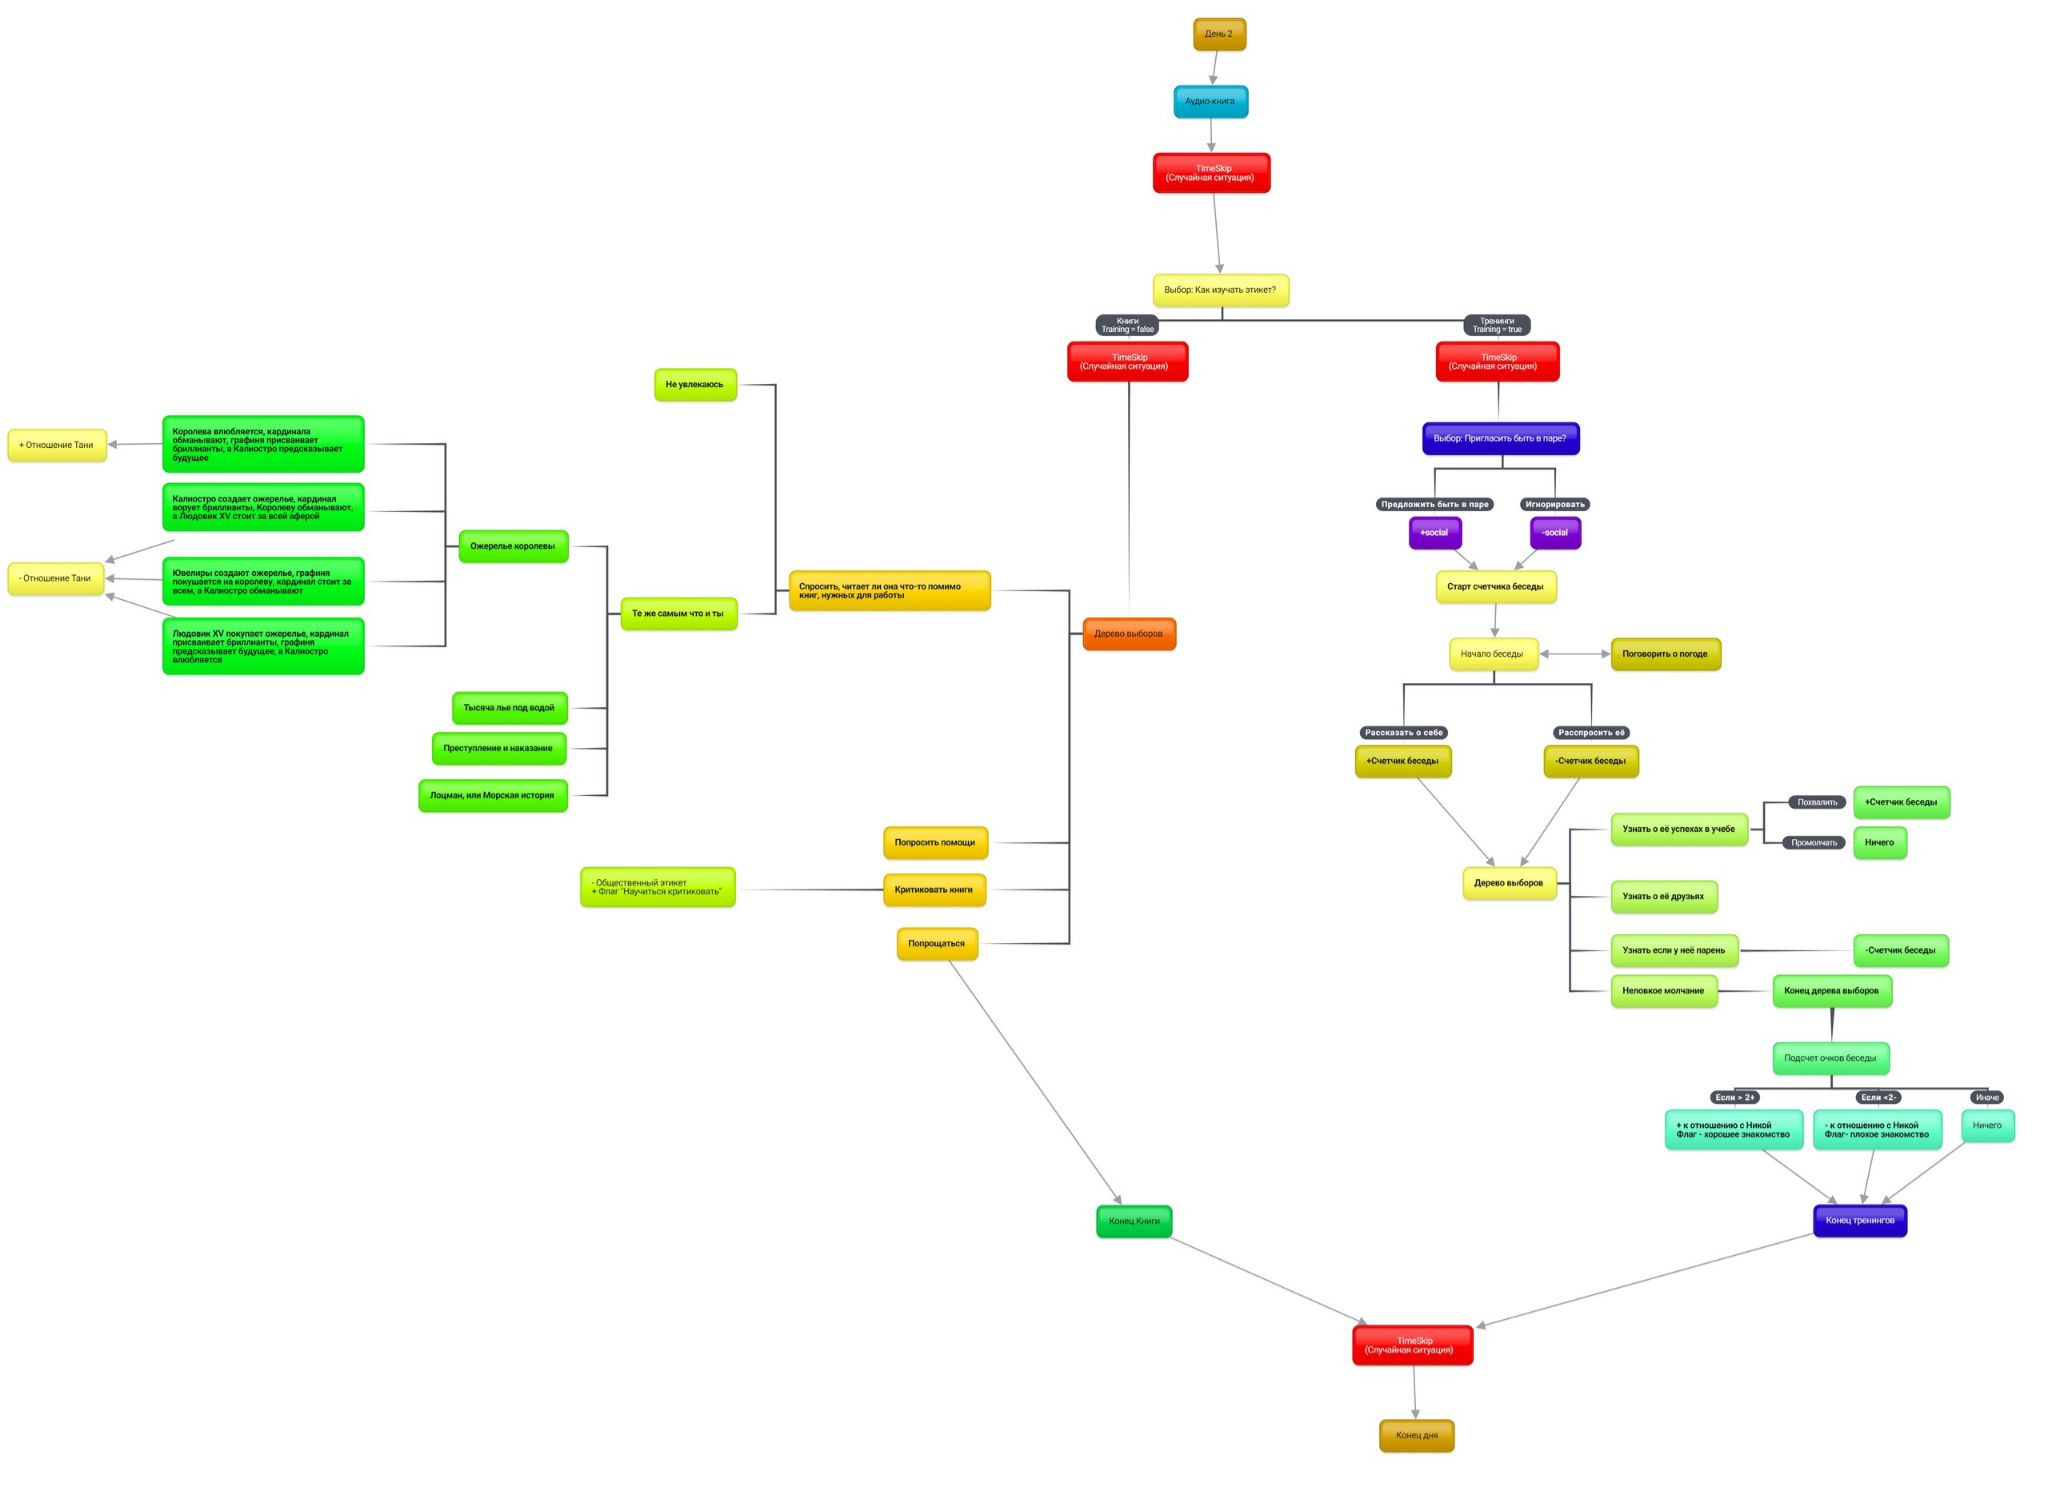 День 2
Аудио-книга
TimeSkip
(Случайная ситуация)
Выбор: Как изучать этикет?
Книги
Training = false
Тренинги
Training = true
TimeSkip
(Случайная ситуация)
TimeSkip
(Случайная ситуация)
Не увлекаюсь
Королева влюбляется, кардинала
обманывают, графиня присваивает
бриллианты, а Калиостро предсказывает
будущее
+ Отношение Тани
Калиостро создает ожерелье, кардинал
ворует бриллианты, Королеву обманывают,
а Людовик XV стоит за всей аферой
Ожерелье королевы
- Отношение Тани
Ювелиры создают ожерелье, графиня
покушается на королеву, кардинал стоит за
всем, а Калиостро обманывают
Людовик XV покупает ожерелье, кардинал
присваивает бриллианты, графиня
предсказывает будущее, а Калиостро
влюбляется
Те же самым что и ты
Спросить, читает ли она что-то помимо
книг, нужных для работы
Дерево выборов
Тысяча лье под водой
Преступление и наказание
Лоцман, или Морская история
Попросить помощи
- Общественный этикет
+ Флаг "Научиться критиковать"
Критиковать книги
Попрощаться
Выбор: Пригласить быть в паре?
Предложить быть в паре
Игнорировать
+social
-social
Старт счетчика беседы
Начало беседы
Поговорить о погоде
Рассказать о себе
Расспросить её
+Счетчик беседы
-Счетчик беседы
Дерево выборов
Узнать о её успехах в учебе
Похвалить
+Счетчик беседы
Промолчать
Ничего
Узнать о её друзьях
Узнать если у неё парень
-Счетчик беседы
Неловкое молчание
Конец дерева выборов
Подсчет очков беседы
Если > 2+
Если <2-
Иначе
+ к отношению с Никой
Флаг - хорошее знакомство
- к отношению с Никой
Флаг- плохое знакомство
Ничего
Конец Книги
Конец тренингов
TimeSkip
(Случайная ситуация)
Конец дня